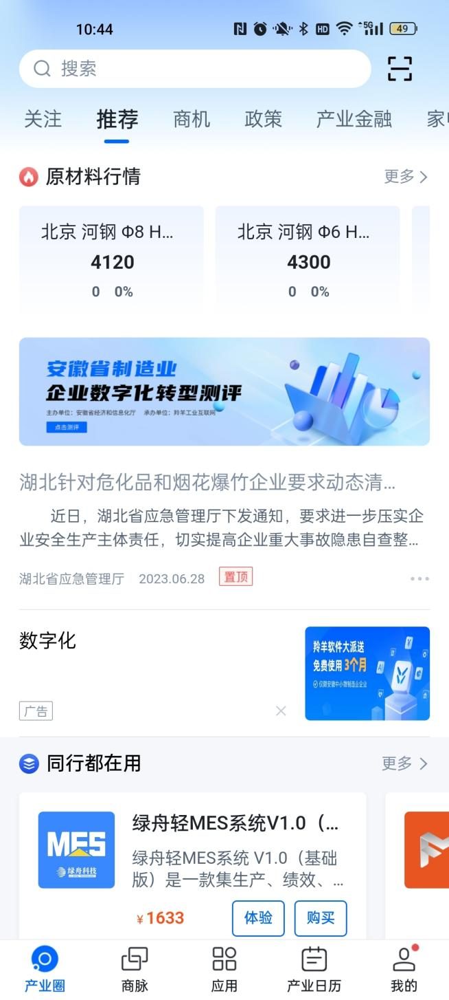 10:44
HD
5G
49
搜索
关注 推荐 商机 政策 产业金融
原材料行情 更多
北京 河钢 Φ8 H...
4120
0 0%
北京 河钢 Φ6 H...
4300
0 0%
安徽省制造业
企业数字化转型测评
主办单位：安徽省经济和信息化厅 承办单位：羚羊工业互联网
点击测评
湖北针对危化品和烟花爆竹企业要求动态清...
近日，湖北省应急管理厅下发通知，要求进一步压实企
业安全生产主体责任，切实提高企业重大事故隐患自查整...
湖北省应急管理厅 2023.06.28 置顶
数字化
广告
羚羊软件大派送
免费使用3个月
仅限安徽中小微制造业企业
AI
¥
同行都在用 更多
MES
绿舟科技
绿舟轻MES系统V1.0（...
绿舟轻MES系统 V1.0（基础
版）是一款集生产、绩效、...
¥1633 体验 购买
产业圈 商脉 应用 产业日历 我的